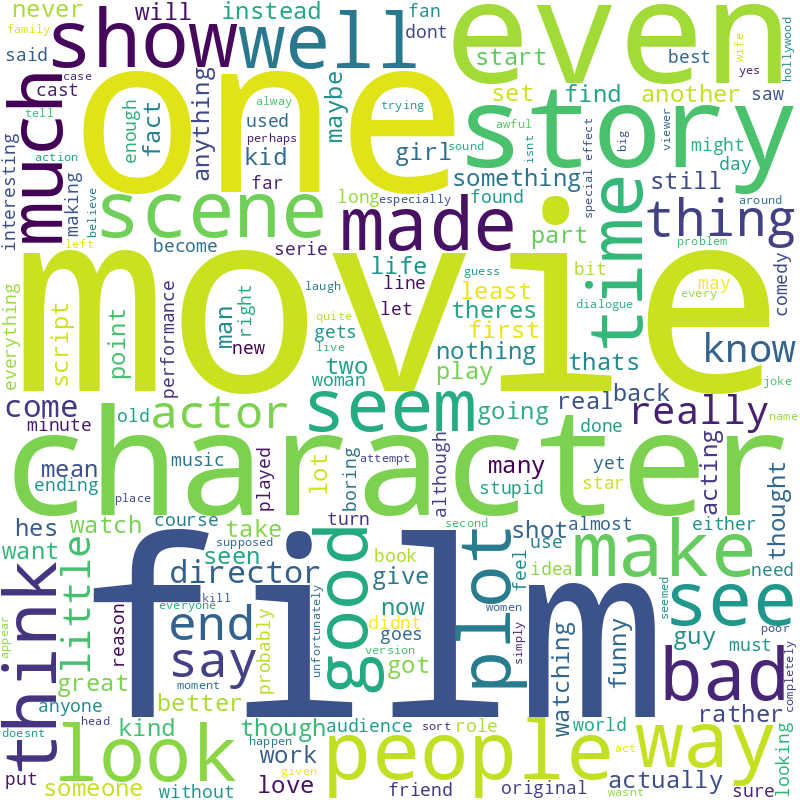 never
will
instead
fan
even
family
show
well
dont
hollywood
said
case
start
best
wife
yes
cast
one
much
tell
alway
trying
maybe
set
find
another
saw
story
enough
fact
anything
used
awful
isnt
special effect
big
viewer
action
perhaps
kid
girl
sound
might
day
interesting
making
believe
far
something
still
scene
long
especially
found
time
around
thing
made
left
become
serie
part
problem
movie
life
guess
bit
may
every
comedy
everything
script
point
performance
man
right
laugh
line
let
least
dialogue
new
quite
gets
theres
first
live
two
nothing
thats
know
woman
play
joke
come
old
actor
seem
going
real
back
really
name
minute
done
character
mean
ending
music
played
lot
boring
attempt
although
many
stupid
yet
star
acting
thought
place
hes
watch
course
take
turn
second
shot
almost
either
want
think
little
seen
supposed
film
good
book
plot
feel
use
idea
make
need
director
give
seemed
see
appear
reason
everyone
kill
end
unfortunately
now
women
didnt
goes
simply
watching
funny
guy
must
poor
completely
say
probably
version
got
great
moment
bad
anyone
better
rather
doesnt
head
kind
though
audience
sort
role
world
look
happen
people
work
act
way
looking
put
someone
without
given
love
friend
original
wasnt
actually
sure